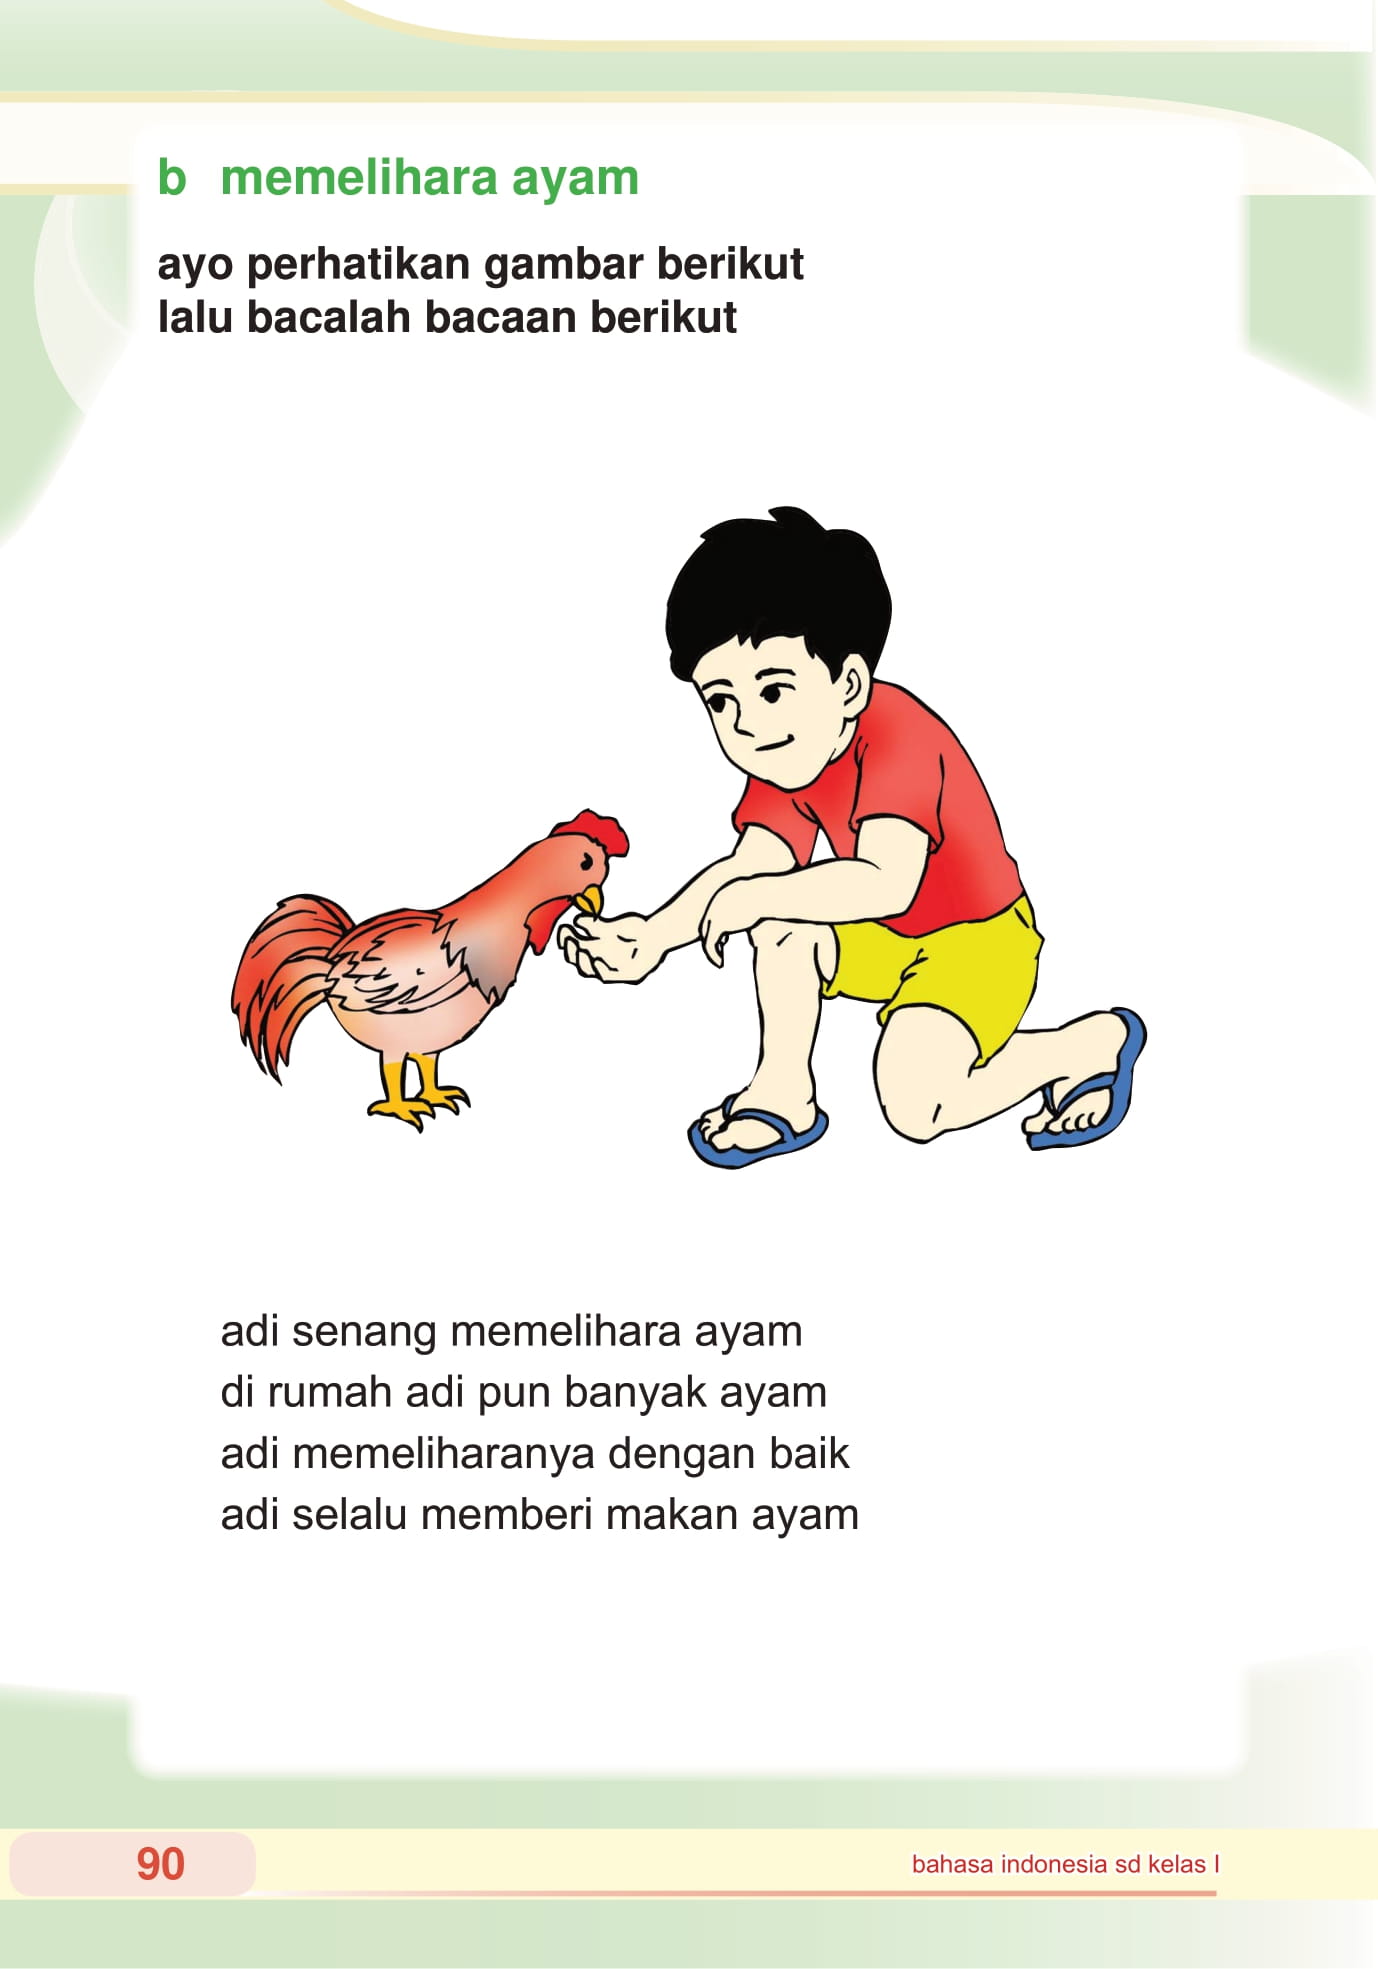 b memelihara ayam
ayo perhatikan gambar berikut
lalu bacalah bacaan berikut
adi senang memelihara ayam
di rumah adi pun banyak ayam
adi memeliharanya dengan baik
adi selalu memberi makan ayam
90
bahasa indonesia sd kelas I